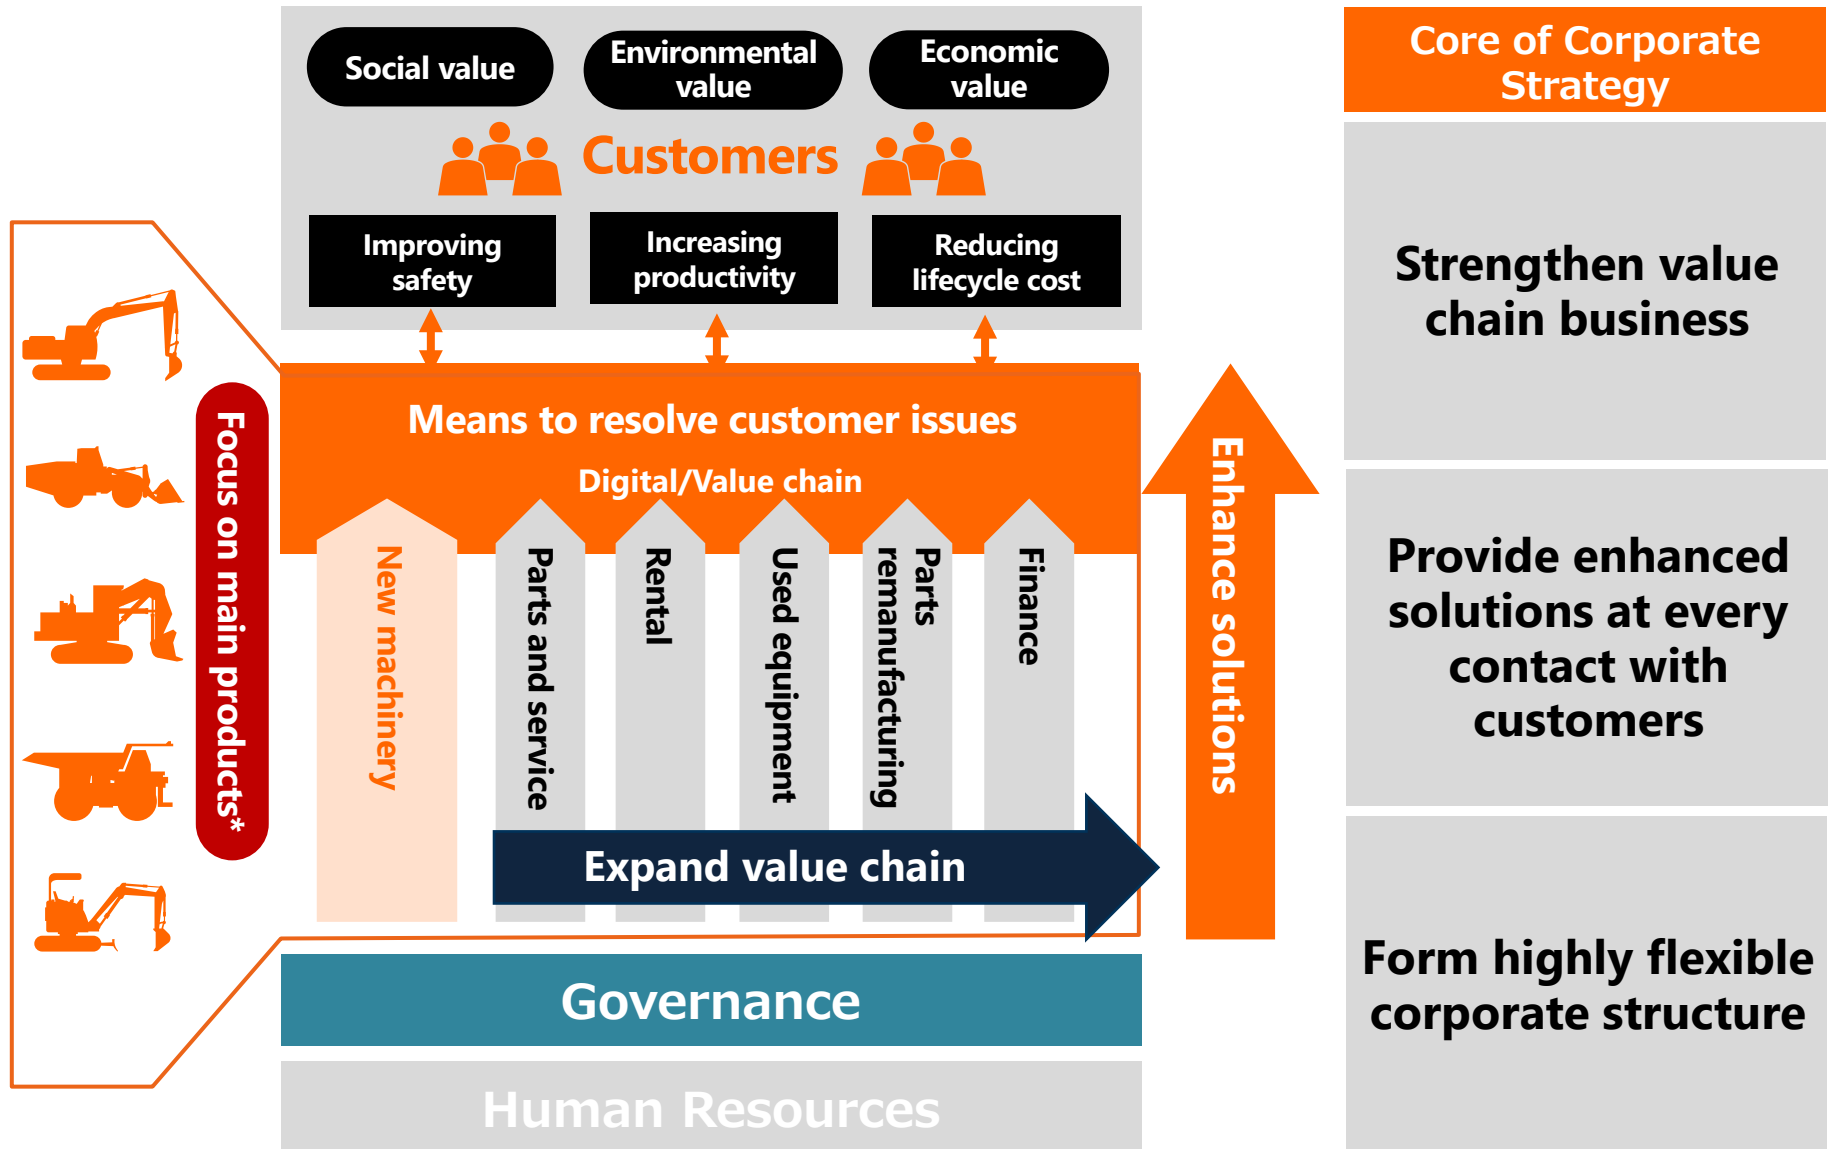 Social value
Environmental
value
Economic
value
Customers
Improving
safety
Increasing
productivity
Reducing
lifecycle cost
Focus on main products*
Means to resolve customer issues
Digital/Value chain
New machinery
Parts and service
Rental
Used equipment
Parts
remanufacturing
Finance
Expand value chain
Enhance solutions
Governance
Human Resources
Core of Corporate
Strategy
Strengthen value
chain business
Provide enhanced
solutions at every
contact with
customers
Form highly flexible
corporate structure